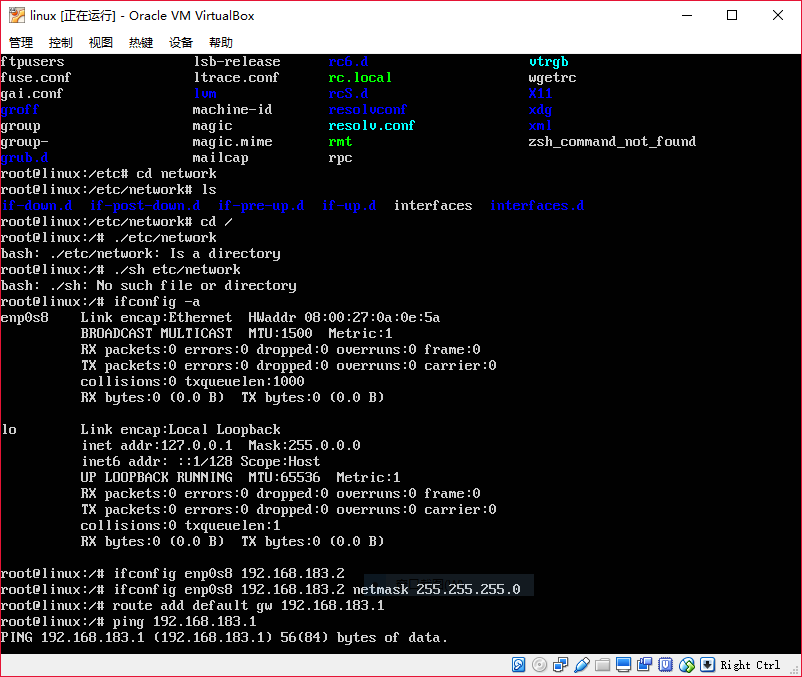 linux [正在运行] - Oracle VM VirtualBox
管理 控制 视图 热键 设备 帮助
ftpusers lsb-release rc6.d vtrgb
fuse.conf ltrace.conf rc.local wgetrc
gai.conf lvm rcS.d X11
groff machine-id resolvconf xdg
group magic resolv.conf xml
group- magic.mime rmt zsh_command_not_found
grub.d mailcap rpc
root@linux:/etc# cd network
root@linux:/etc/network# ls
if-down.d if-post-down.d if-pre-up.d if-up.d interfaces interfaces.d
root@linux:/etc/network# cd /
root@linux:/# ./etc/network
bash: ./etc/network: Is a directory
root@linux:/# ./sh etc/network
bash: ./sh: No such file or directory
root@linux:/# ifconfig -a
enp0s8 Link encap:Ethernet HWaddr 08:00:27:0a:0e:5a
BROADCAST MULTICAST MTU:1500 Metric:1
RX packets:0 errors:0 dropped:0 overruns:0 frame:0
TX packets:0 errors:0 dropped:0 overruns:0 carrier:0
collisions:0 txqueuelen:1000
RX bytes:0 (0.0 B) TX bytes:0 (0.0 B)
lo Link encap:Local Loopback
inet addr:127.0.0.1 Mask:255.0.0.0
inet6 addr: ::1/128 Scope:Host
UP LOOPBACK RUNNING MTU:65536 Metric:1
RX packets:0 errors:0 dropped:0 overruns:0 frame:0
TX packets:0 errors:0 dropped:0 overruns:0 carrier:0
collisions:0 txqueuelen:1
RX bytes:0 (0.0 B) TX bytes:0 (0.0 B)
root@linux:/# ifconfig enp0s8 192.168.183.2
root@linux:/# ifconfig enp0s8 192.168.183.2 netmask 255.255.255.0
root@linux:/# route add default gw 192.168.183.1
root@linux:/# ping 192.168.183.1
PING 192.168.183.1 (192.168.183.1) 56(84) bytes of data.
Right Ctrl